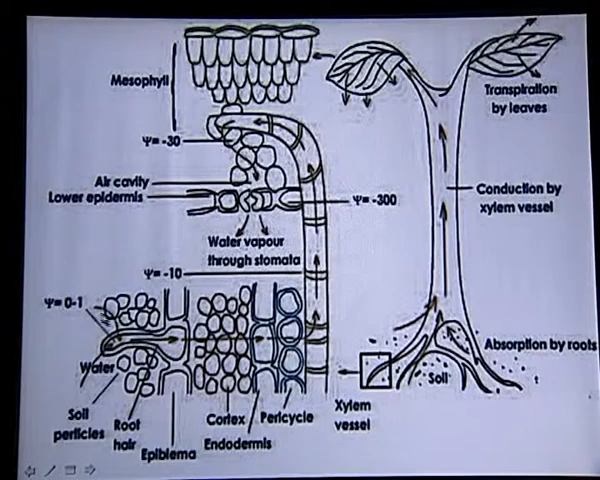 Mesophyll
Transpiration
by leaves
Ψ= -30
Air cavity
Lower epidermis
Ψ= -300
Conduction by
xylem vessel
Water vapour
through stomata
Ψ= -10
Ψ= 0-1
Absorption by roots
Water
Soil
Soil
perticles
Root
hair
Epiblema
Cortex
Endodermis
Pericycle
Xylem
vessel